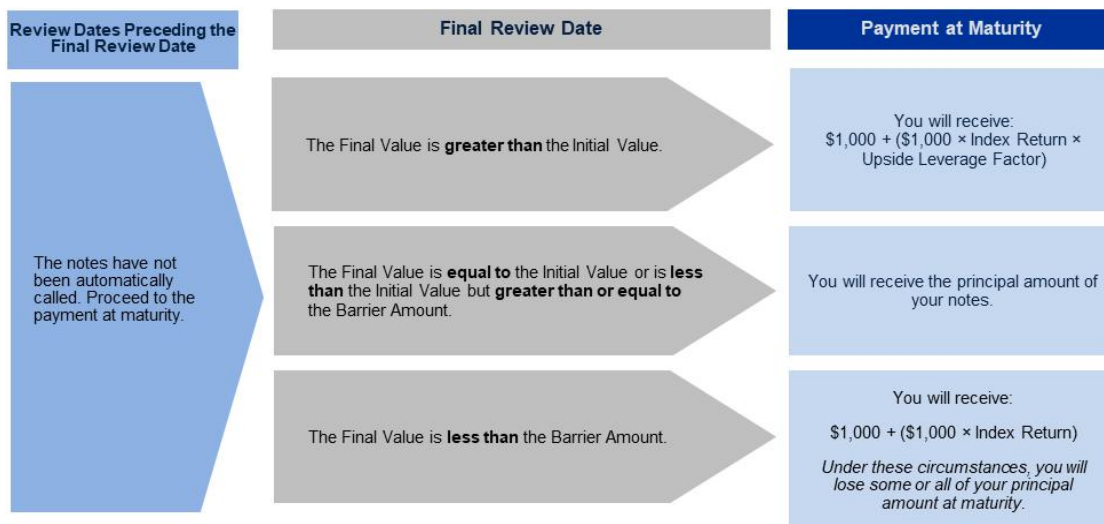 Review Dates Preceding the
Final Review Date
Final Review Date
Payment at Maturity
The notes have not
been automatically
called. Proceed to the
payment at maturity.
The Final Value is greater than the Initial Value.
You will receive:
$1,000 + ($1,000 × Index Return ×
Upside Leverage Factor)
The Final Value is equal to the Initial Value or is less
than the Initial Value but greater than or equal to
the Barrier Amount.
You will receive the principal amount of
your notes.
The Final Value is less than the Barrier Amount.
You will receive:
$1,000 + ($1,000 × Index Return)
Under these circumstances, you will
lose some or all of your principal
amount at maturity.